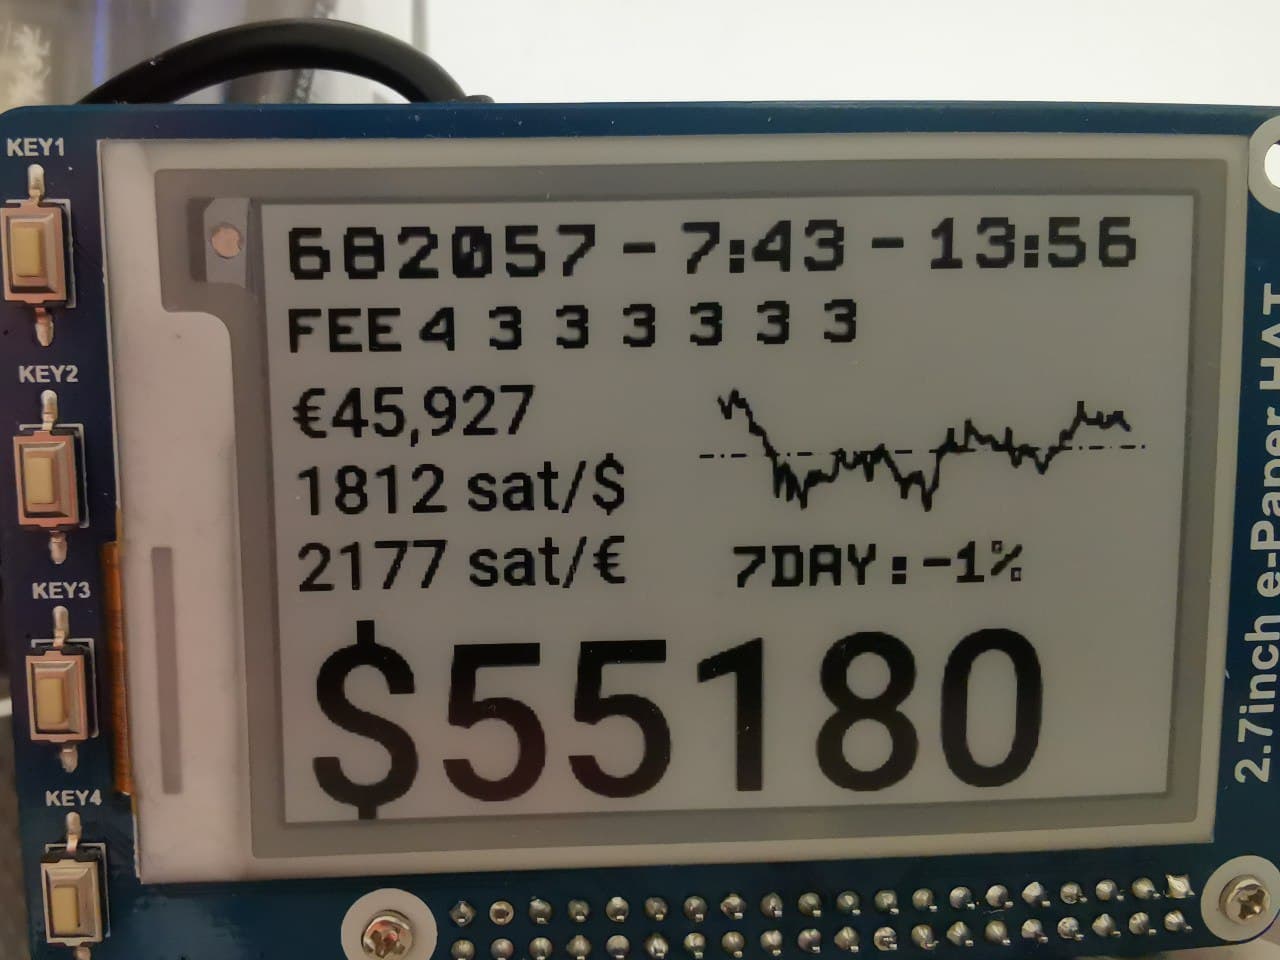 KEY1
KEY2
KEY3
KEY4
682057 - 7:43 - 13:56
FEE 4 3 3 3 3 3 3
€45,927
1812 sat/$
2177 sat/€
7DAY:-1%
$55180
2.7inch e-Paper HAT